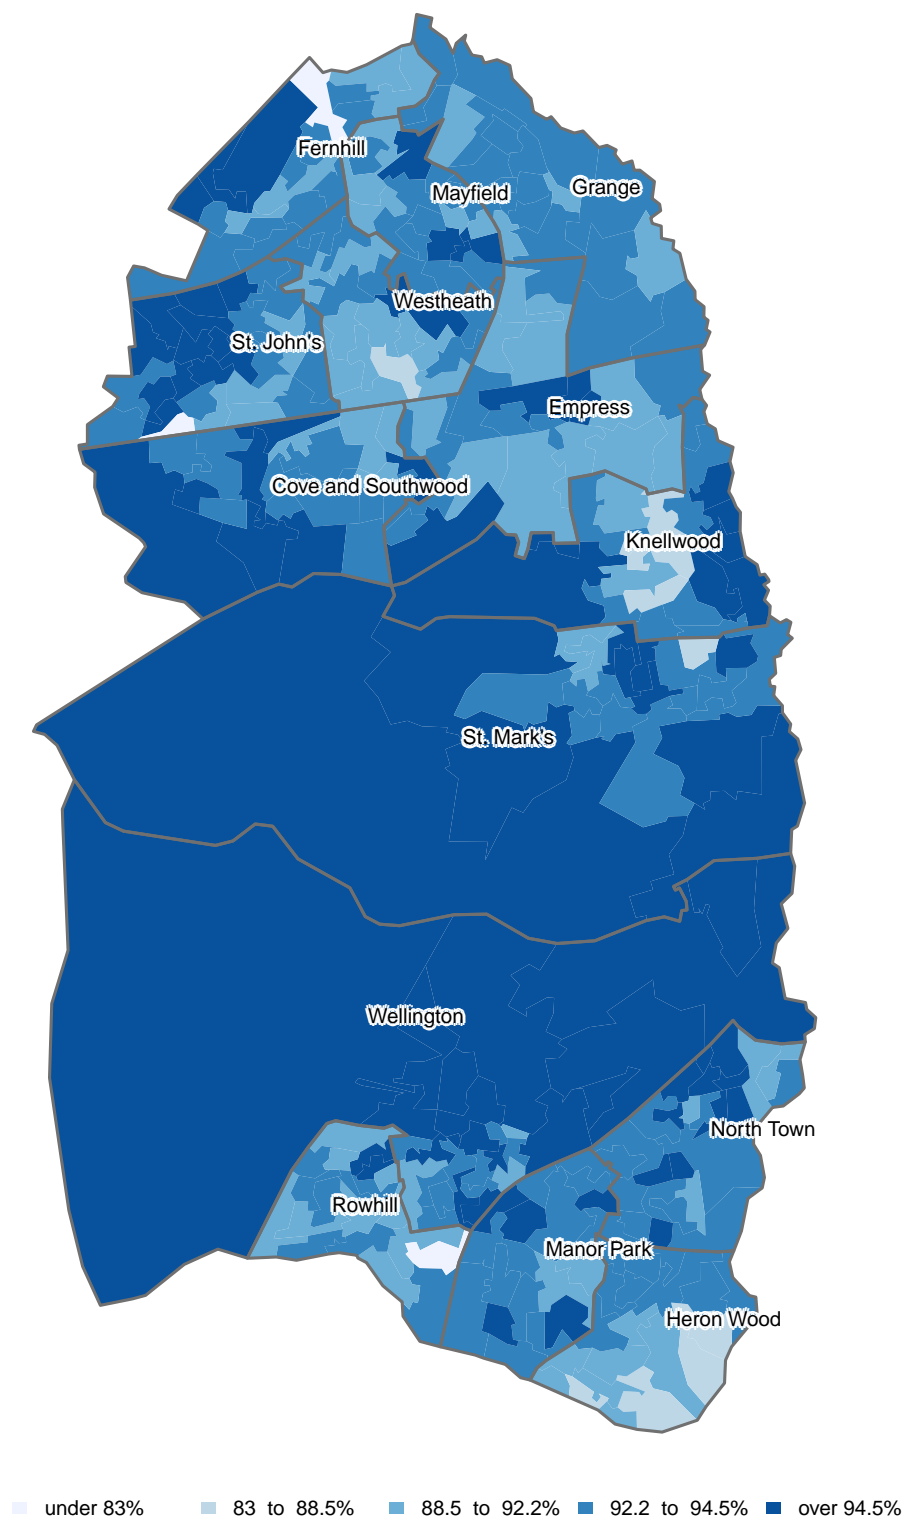 Fernhill
Mayfield
Grange
Westheath
St. John's
Empress
Cove and Southwood
Knellwood
St. Mark's
Wellington
North Town
Rowhill
Manor Park
Heron Wood
under 83%
83 to 88.5%
88.5 to 92.2%
92.2 to 94.5%
over 94.5%